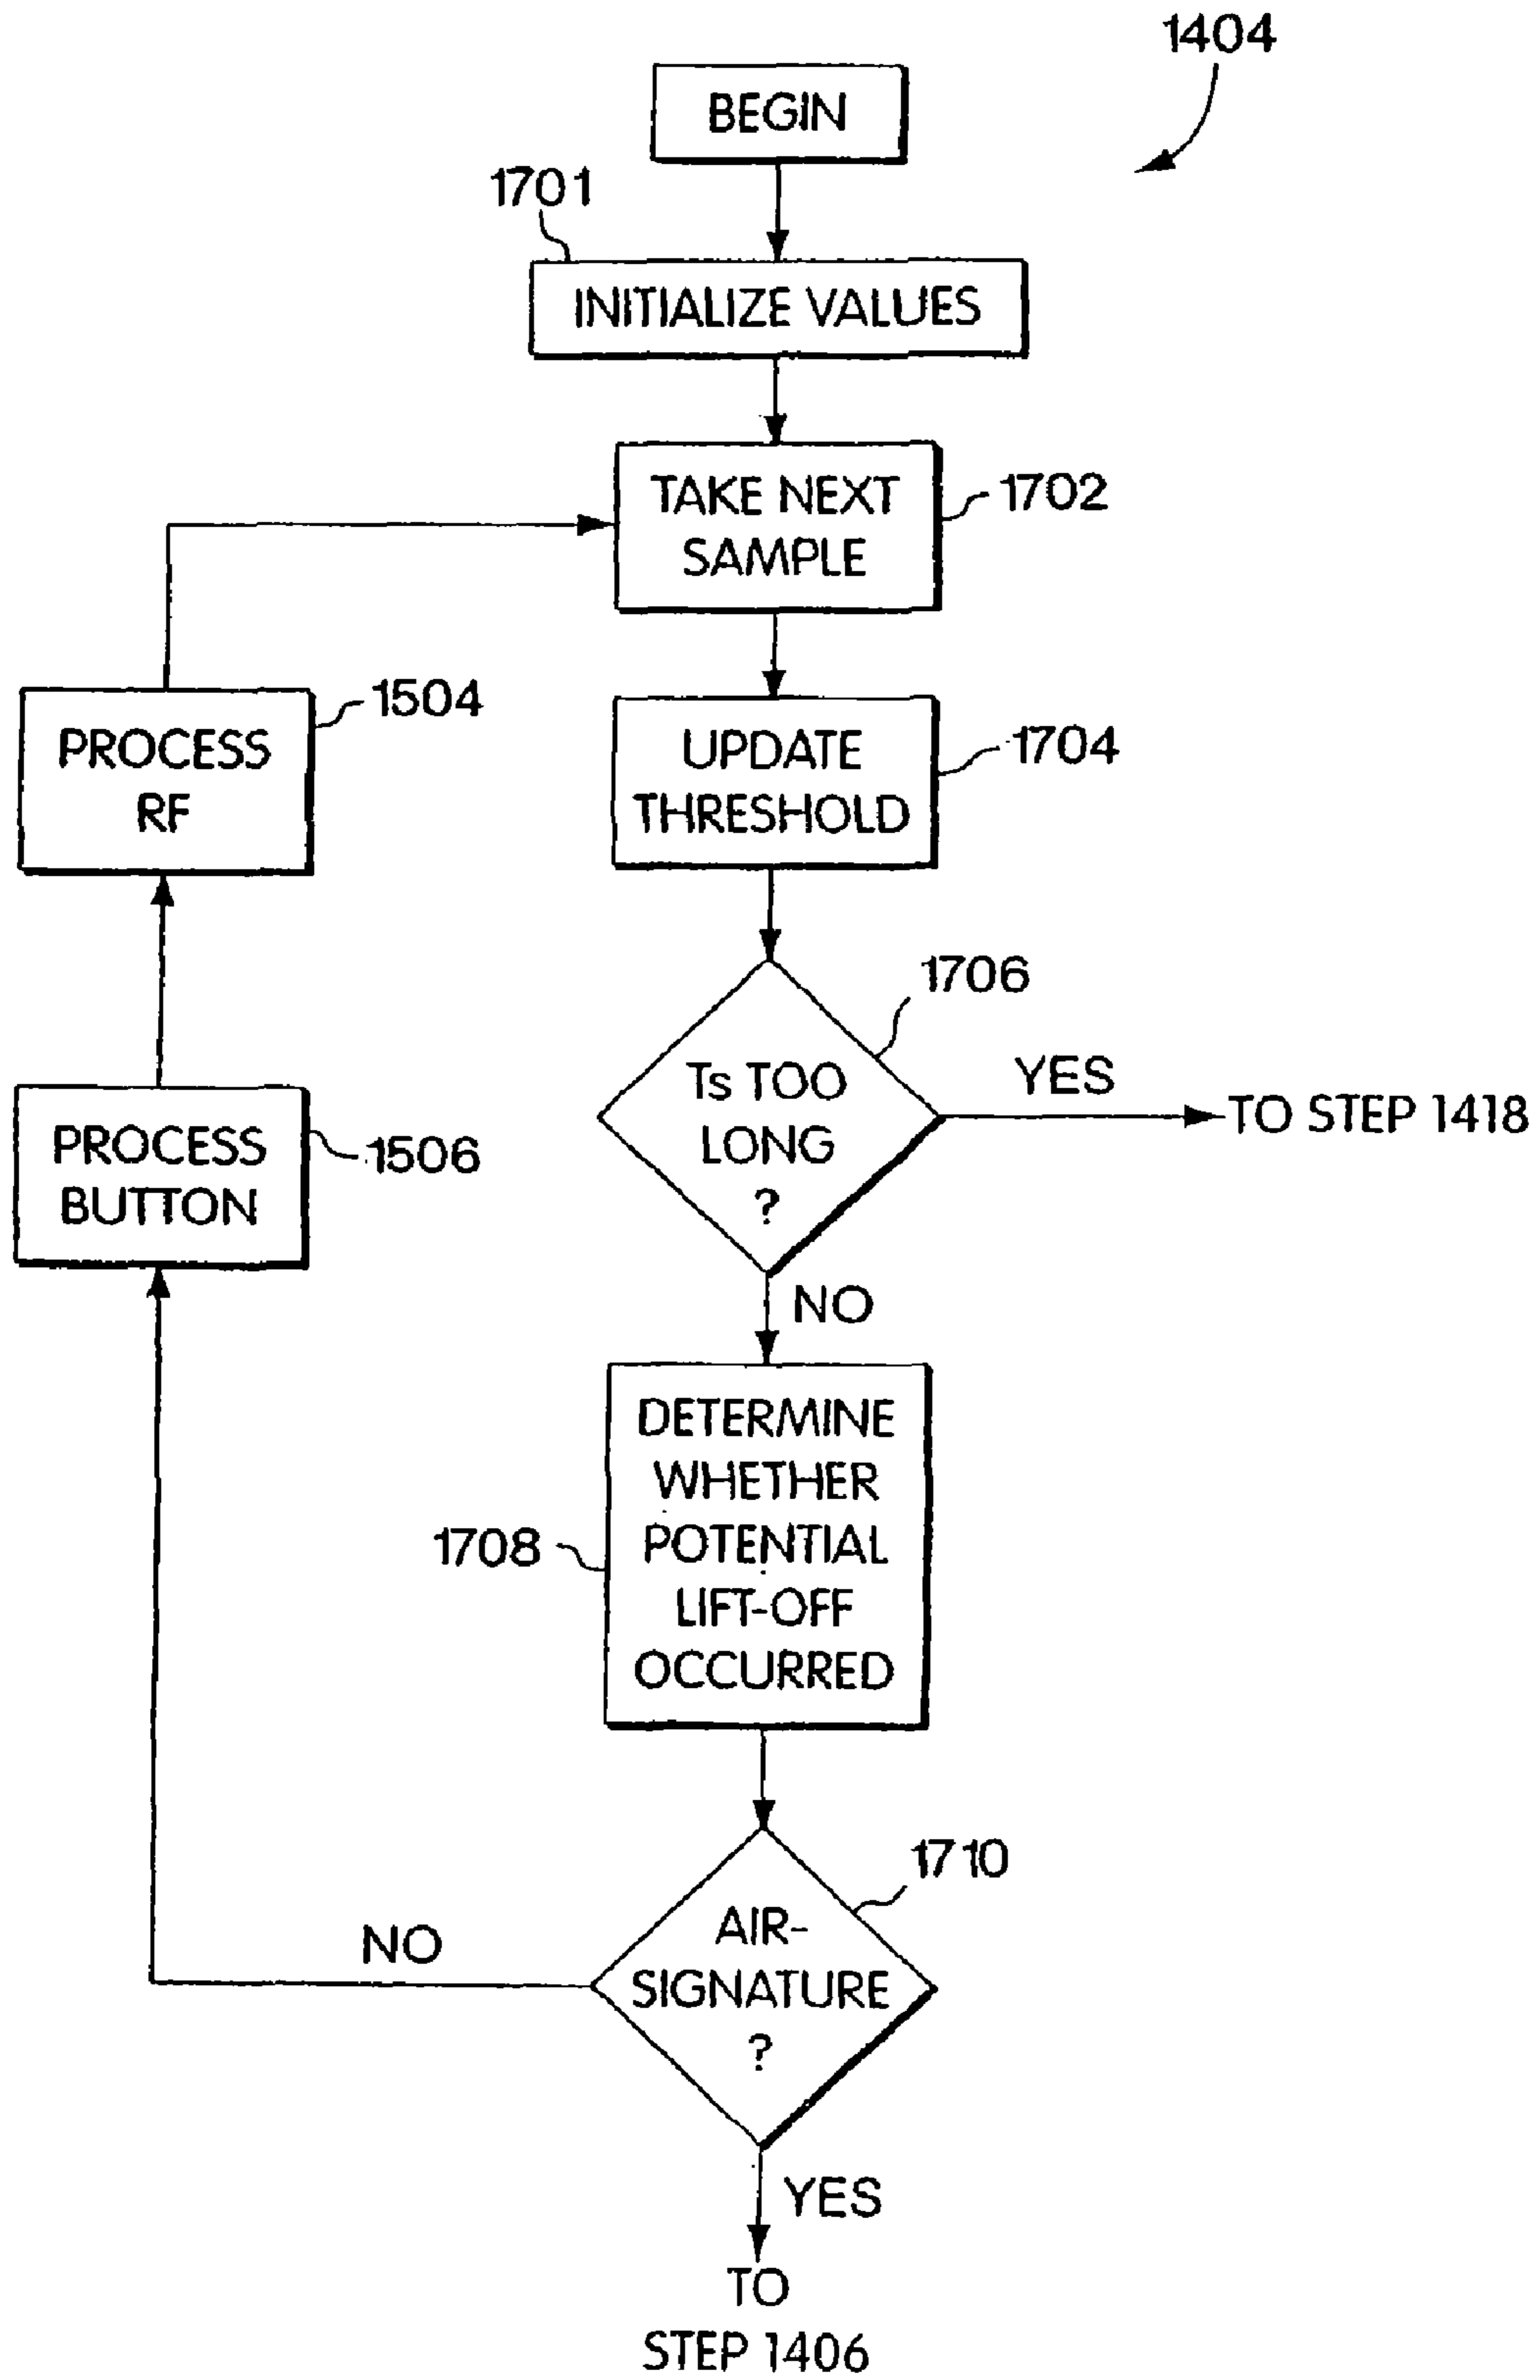 1404
BEGIN
1701
INITIALIZE VALUES
TAKE NEXT
SAMPLE
1702
PROCESS
RF
1504
UPDATE
THRESHOLD
1704
1706
Ts TOO
LONG
?
YES
TO STEP 1418
PROCESS
BUTTON
1506
NO
DETERMINE
WHETHER
POTENTIAL
LIFT-OFF
OCCURRED
1708
1710
AIR-
SIGNATURE
?
NO
YES
TO
STEP 1406